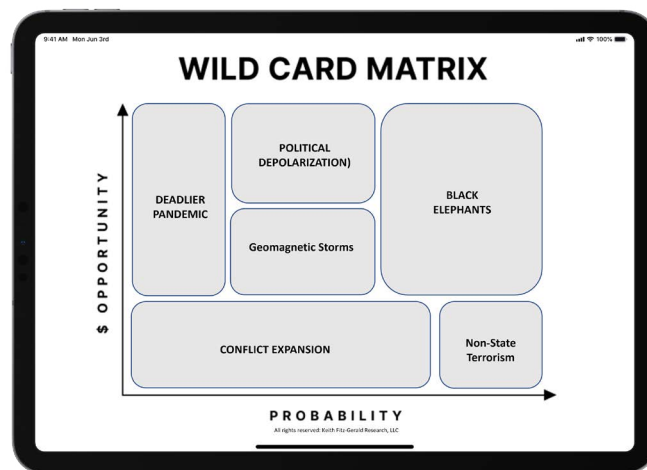 9:41 AM Mon Jun 3rd
100%
WILD CARD MATRIX
$ OPPORTUNITY
DEADLIER
PANDEMIC
POLITICAL
DEPOLARIZATION)
Geomagnetic Storms
BLACK
ELEPHANTS
CONFLICT EXPANSION
Non-State
Terrorism
PROBABILITY
All rights reserved: Keith Fitz-Gerald Research, LLC